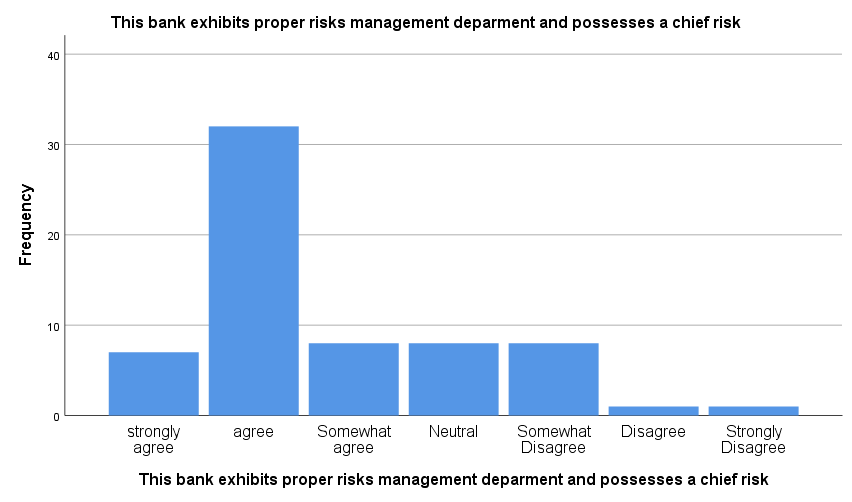 This bank exhibits proper risks management deparment and possesses a chief risk
40
30
20
10
0
Frequency
strongly
agree
agree
Somewhat
agree
Neutral
Somewhat
Disagree
Disagree
Strongly
Disagree
This bank exhibits proper risks management deparment and possesses a chief risk